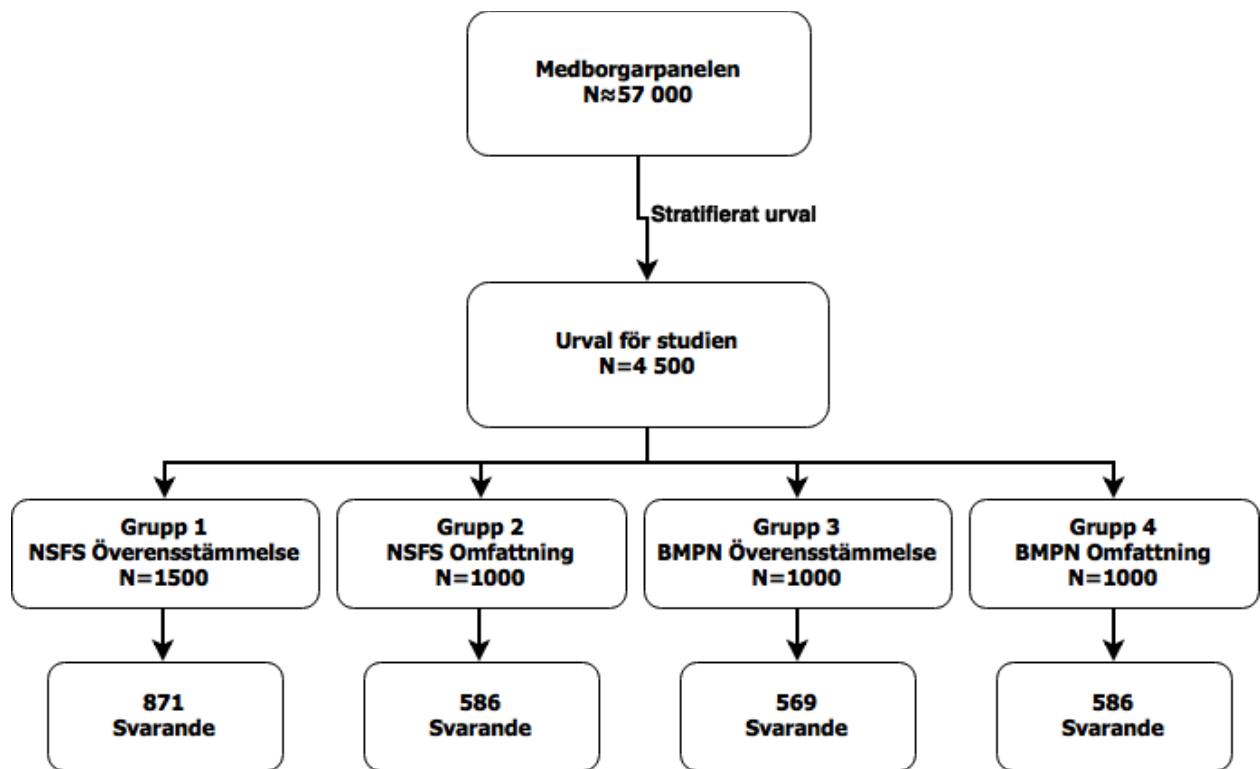 Medborgarpanelen
N≈57 000
Stratifierat urval
Urval för studien
N=4 500
Grupp 1
NSFS Överensstämmelse
N=1500
Grupp 2
NSFS Omfattning
N=1000
Grupp 3
BMPN Överensstämmelse
N=1000
Grupp 4
BMPN Omfattning
N=1000
871
Svarande
586
Svarande
569
Svarande
586
Svarande